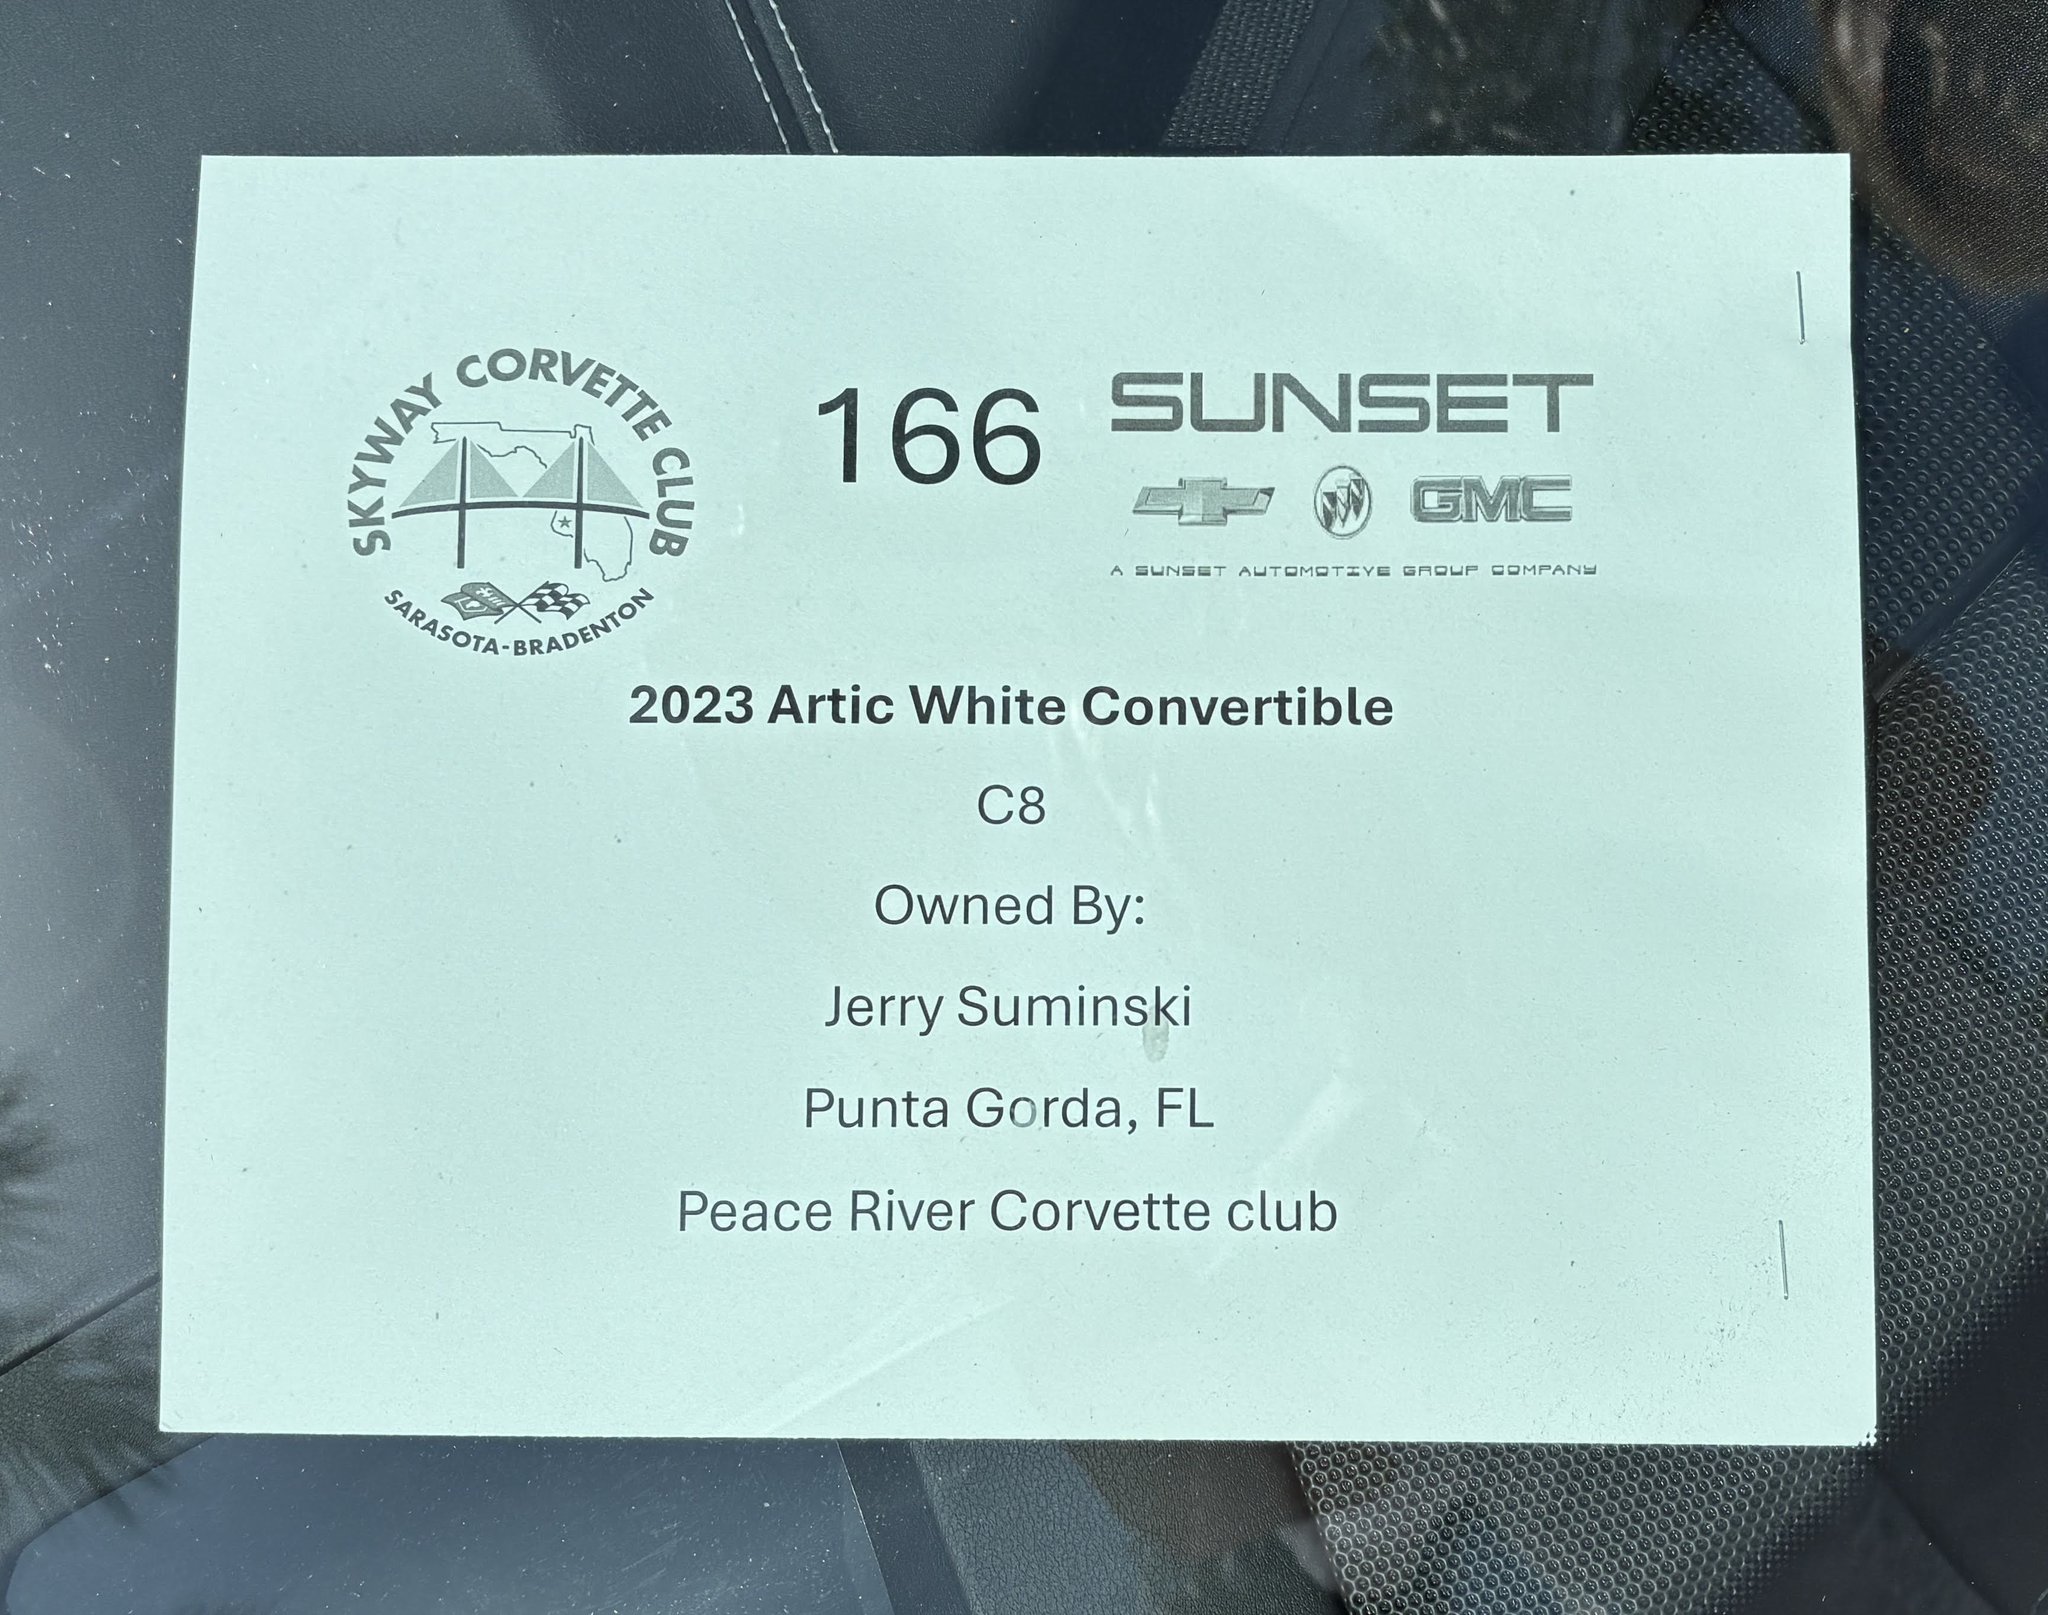 SKYWAY CORVETTE CLUB
SARASOTA-BRADENTON
166
SUNSET
GMC
A SUNSET AUTOMOTIVE GROUP COMPANY
2023 Artic White Convertible
C8
Owned By:
Jerry Suminski
Punta Gorda, FL
Peace River Corvette club